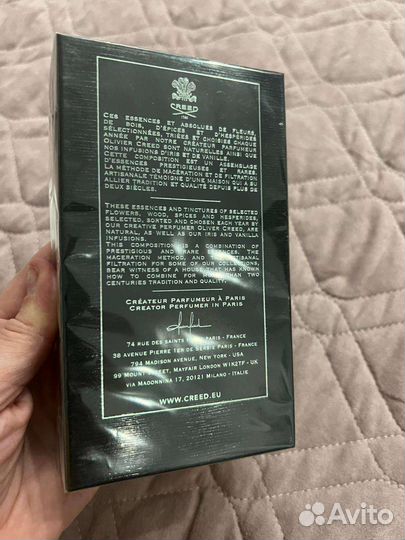 CREED
1760
CES ESSENCES ET ABSOLUES DE FLEURS,
DE BOIS, D'ÉPICES ET D'HESPÉRIDES
SÉLECTIONNÉES, TRIÉES ET CHOISIES CHAQUE
ANNÉE PAR NOTRE CRÉATEUR PARFUMEUR
OLIVIER CREED SONT NATURELLES AINSI QUE
NOS INFUSIONS D'IRIS ET DE VANILLE.
CETTE COMPOSITION EST UN ASSEMBLAGE
D'ESSENCES PRESTIGIEUSES ET RARES.
LA MÉTHODE DE MACÉRATION ET DE FILTRATION
ARTISANALE TÉMOIGNE D'UNE MAISON QUI A SU
ALLIER TRADITION ET QUALITÉ DEPUIS PLUS DE
DEUX SIÈCLES.
THESE ESSENCES AND TINCTURES OF SELECTED
FLOWERS, WOOD, SPICES AND HESPERIDES,
SELECTED, SORTED AND CHOSEN EACH YEAR BY
OUR CREATIVE PERFUMER OLIVIER CREED, ARE
NATURAL, AS WELL AS OUR IRIS AND VANILLA
INFUSIONS.
THIS COMPOSITION IS A COMBINATION OF
PRESTIGIOUS AND RARE ESSENCES. THE
MACERATION METHOD, AND THE ARTISANAL
FILTRATION FOR SOME OF OUR COLLECTIONS,
BEAR WITNESS OF A HOUSE THAT HAS KNOWN
HOW TO COMBINE FOR MORE THAN TWO
CENTURIES TRADITION AND QUALITY.
CRÉATEUR PARFUMEUR À PARIS
CREATOR PERFUMER IN PARIS
74 RUE DES SAINTS PÈRES PARIS - FRANCE
38 AVENUE PIERRE 1ER DE SERBIE PARIS - FRANCE
794 MADISON AVENUE, NEW YORK - USA
99 MOUNT STREET, MAYFAIR LONDON W1K2TF - UK
VIA MADONNINA 17, 20121 MILANO - ITALIE
WWW.CREED.EU
Avito